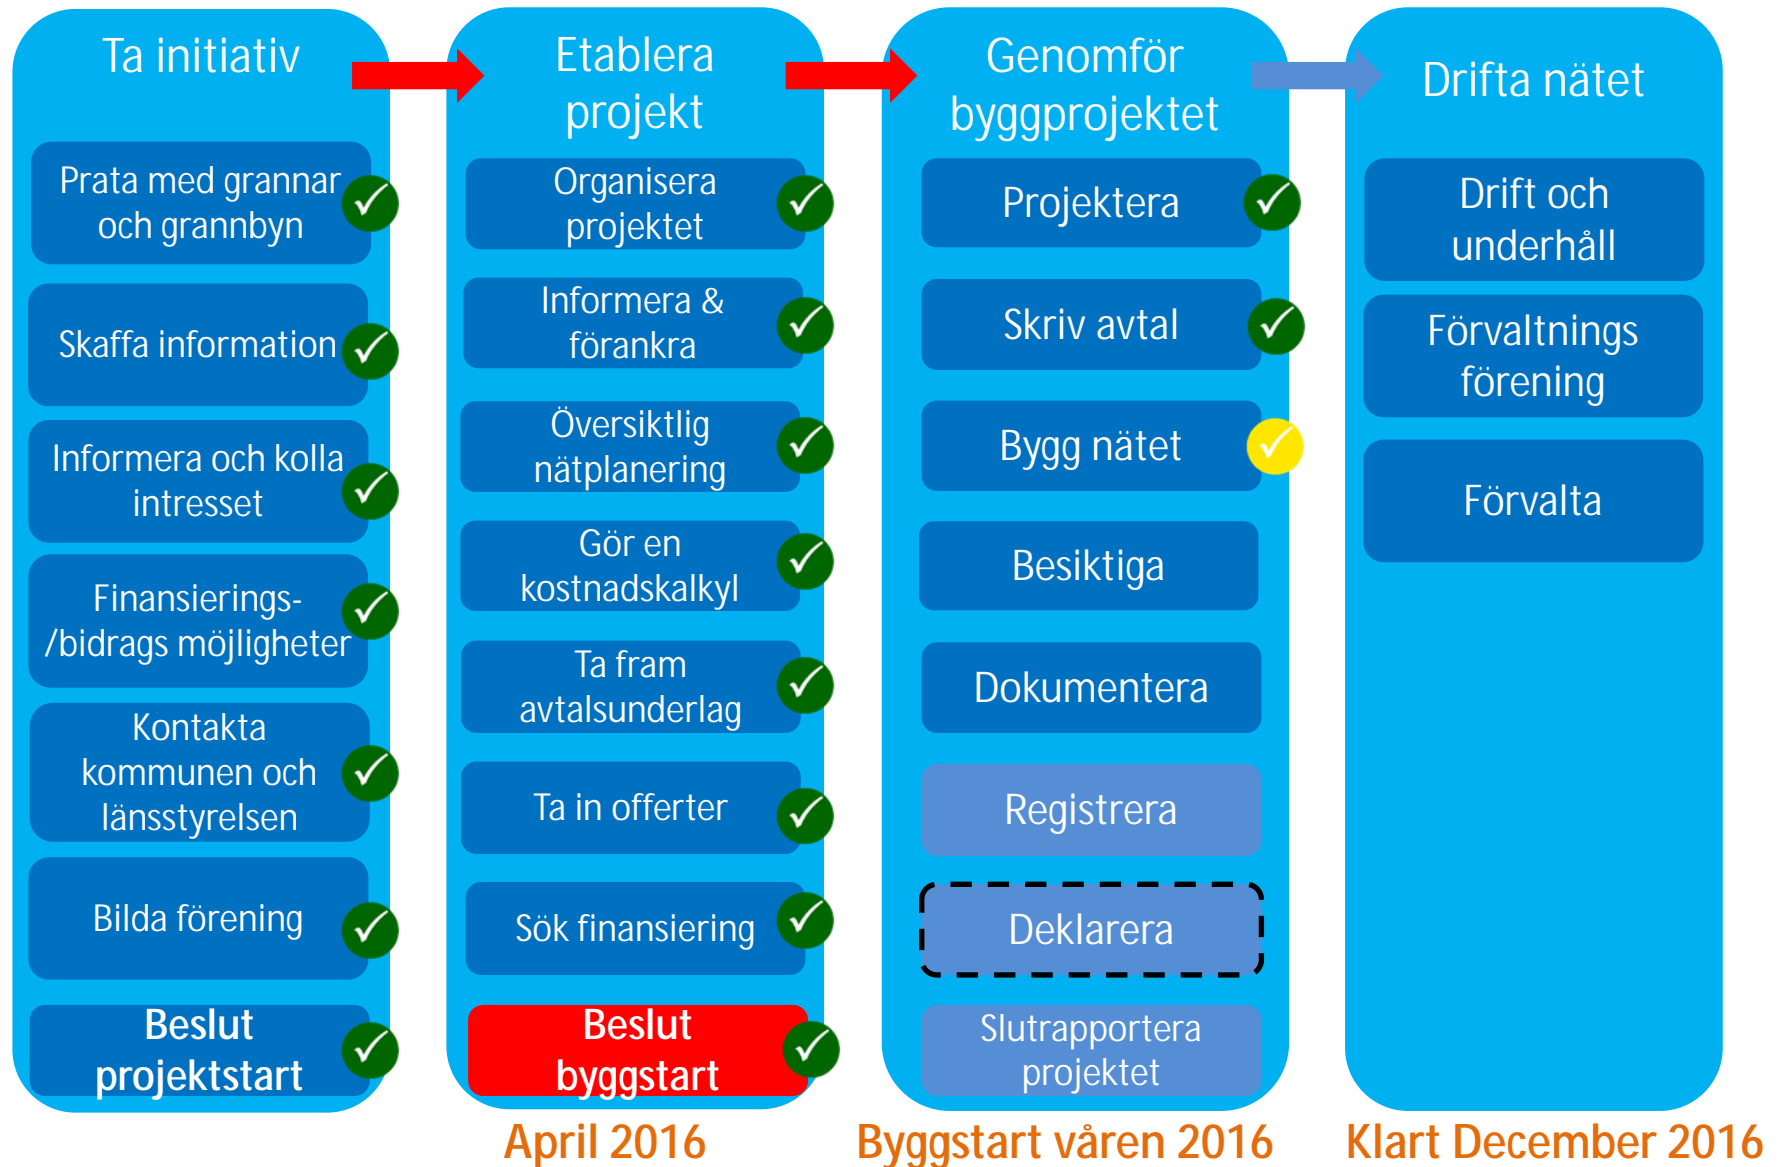 Ta initiativ
Prata med grannar
och grannbyn
Skaffa information
Informera och kolla
intresset
Finansierings-
/bidrags möjligheter
Kontakta
kommunen och
länsstyrelsen
Bilda förening
Beslut
projektstart
Etablera
projekt
Organisera
projektet
Informera &
förankra
Översiktlig
nätplanering
Gör en
kostnadskalkyl
Ta fram
avtalsunderlag
Ta in offerter
Sök finansiering
Beslut
byggstart
April 2016
Genomför
byggprojektet
Projektera
Skriv avtal
Bygg nätet
Besiktiga
Dokumentera
Registrera
Deklarera
Slutrapportera
projektet
Byggstart våren 2016
Drifta nätet
Drift och
underhåll
Förvaltnings
förening
Förvalta
Klart December 2016